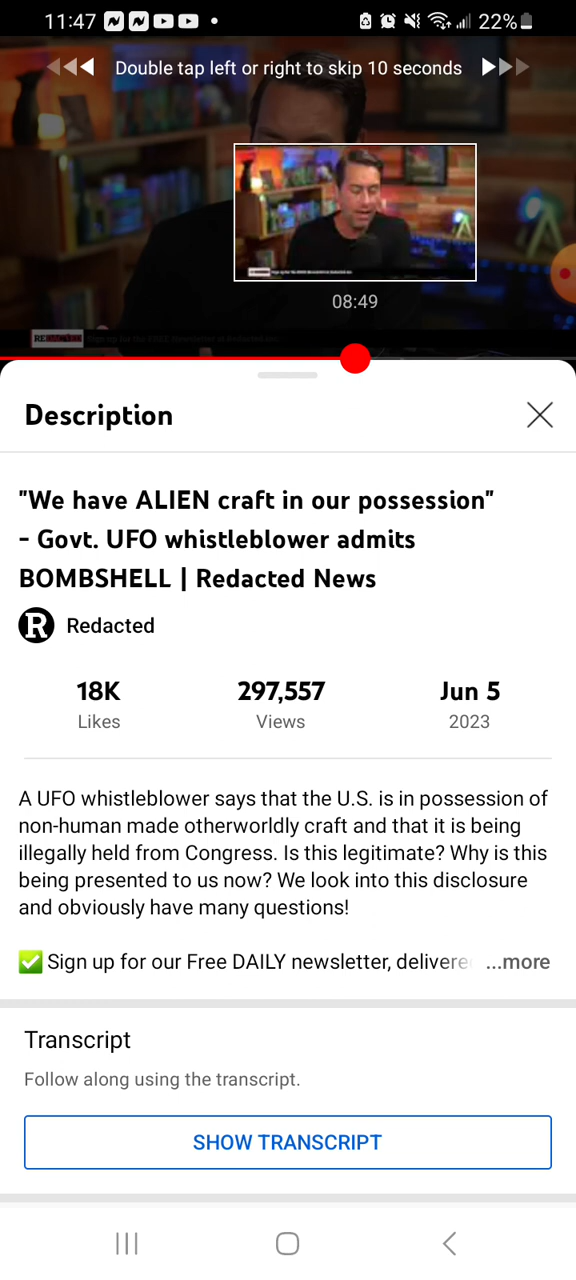 11:47
22%
Double tap left or right to skip 10 seconds
08:49
REDACTED
Description
"We have ALIEN craft in our possession"
- Govt. UFO whistleblower admits
BOMBSHELL | Redacted News
R Redacted
18K 297,557 Jun 5
Likes Views 2023
A UFO whistleblower says that the U.S. is in possession of
non-human made otherworldly craft and that it is being
illegally held from Congress. Is this legitimate? Why is this
being presented to us now? We look into this disclosure
and obviously have many questions!
✅ Sign up for our Free DAILY newsletter, delivere ...more
Transcript
Follow along using the transcript.
SHOW TRANSCRIPT